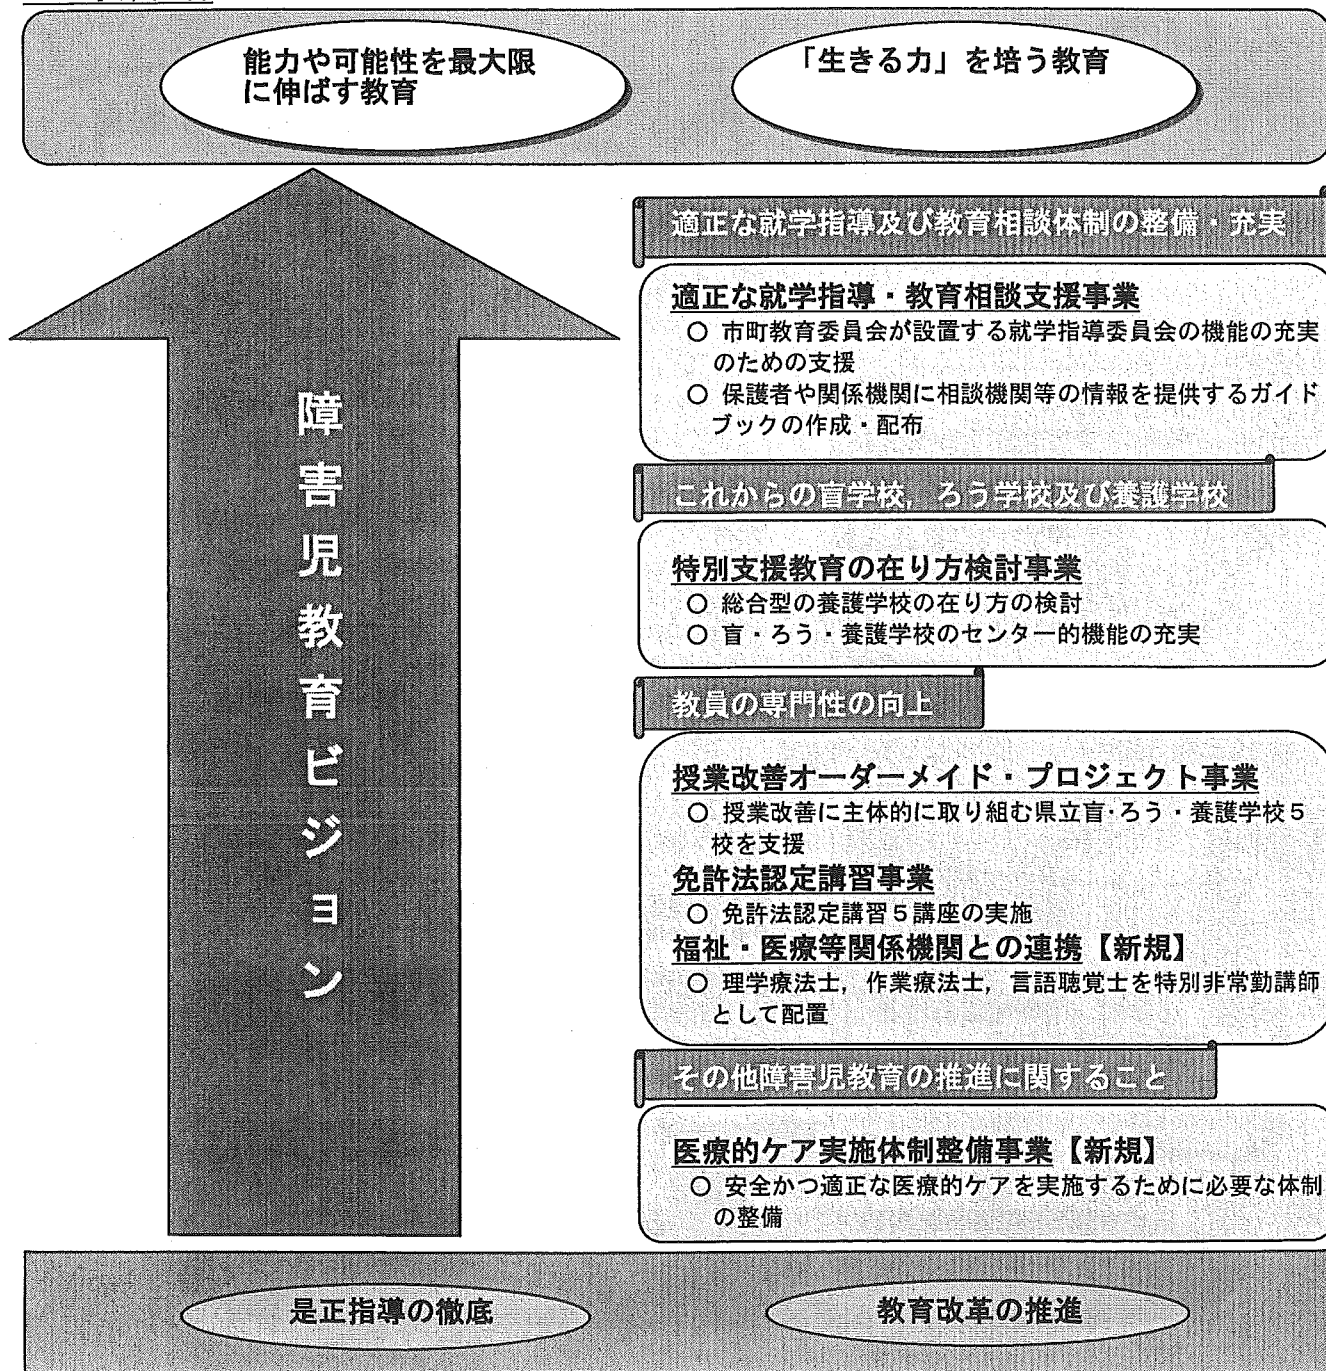 能力や可能性を最大限
に伸ばす教育
「生きる力」を培う教育
障害児教育ビジョン
適正な就学指導及び教育相談体制の整備・充実
適正な就学指導・教育相談支援事業
○ 市町教育委員会が設置する就学指導委員会の機能の充実
のための支援
○ 保護者や関係機関に相談機関等の情報を提供するガイド
ブックの作成・配布
これからの盲学校，ろう学校及び養護学校
特別支援教育の在り方検討事業
○ 総合型の養護学校の在り方の検討
○ 盲・ろう・養護学校のセンター的機能の充実
教員の専門性の向上
授業改善オーダーメイド・プロジェクト事業
○ 授業改善に主体的に取り組む県立盲・ろう・養護学校５
校を支援
免許法認定講習事業
○ 免許法認定講習５講座の実施
福祉・医療等関係機関との連携【新規】
○ 理学療法士，作業療法士，言語聴覚士を特別非常勤講師
として配置
その他障害児教育の推進に関すること
医療的ケア実施体制整備事業【新規】
○ 安全かつ適正な医療的ケアを実施するために必要な体制
の整備
是正指導の徹底
教育改革の推進